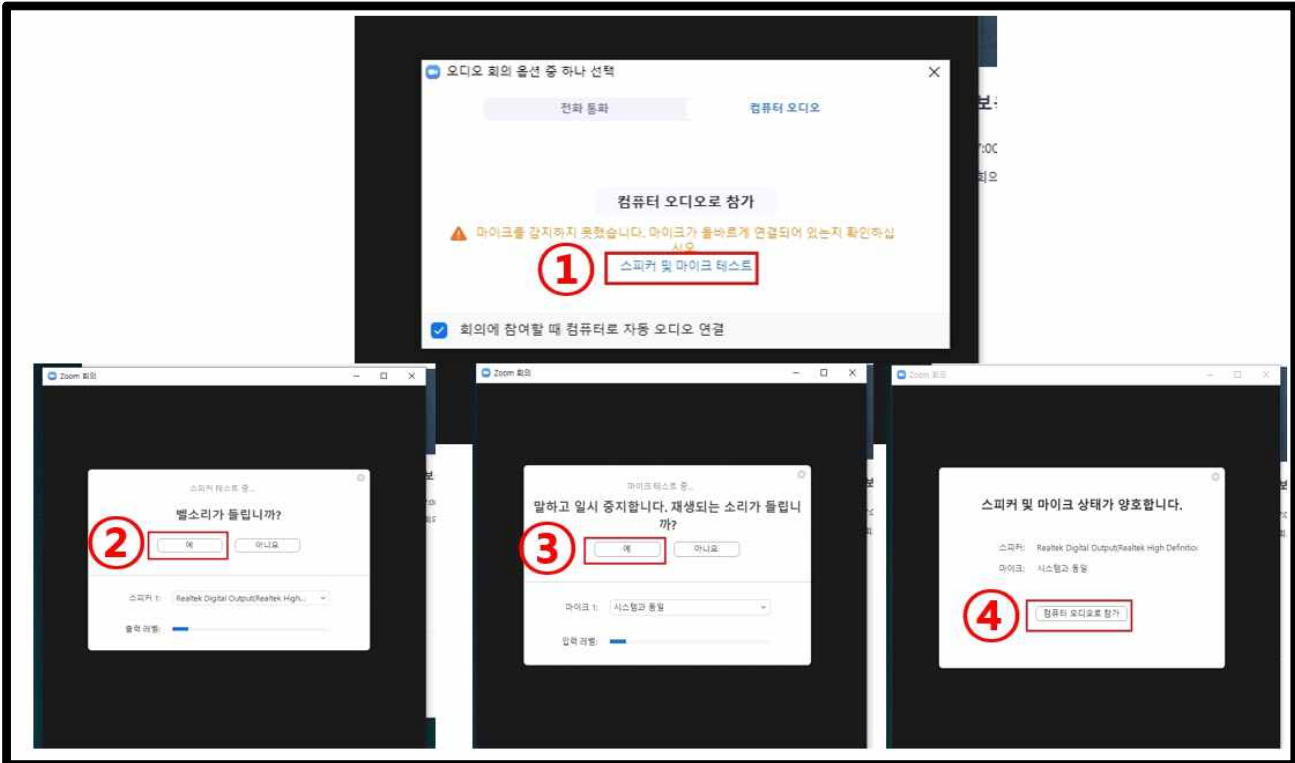 오디오 회의 옵션 중 하나 선택
전화 통화
컴퓨터 오디오
컴퓨터 오디오로 참가
마이크를 감지하지 못했습니다. 마이크가 올바르게 연결되어 있는지 확인하십
시오
① 스피커 및 마이크 테스트
회의에 참여할 때 컴퓨터로 자동 오디오 연결
7:00
Zoom 회의
스피커 테스트 중...
벨소리가 들립니까?
② 예 아니요
스피커 1: Realtek Digital Output(Realtek High...
출력 레벨:
Zoom 회의
마이크 테스트 중...
말하고 일시 중지합니다. 재생되는 소리가 들립니
까?
③ 예 아니요
마이크 1: 시스템과 동일
입력 레벨:
Zoom 회의
스피커 및 마이크 상태가 양호합니다.
스피커: Realtek Digital Output(Realtek High Definitio
마이크: 시스템과 동일
④ 컴퓨터 오디오로 참가